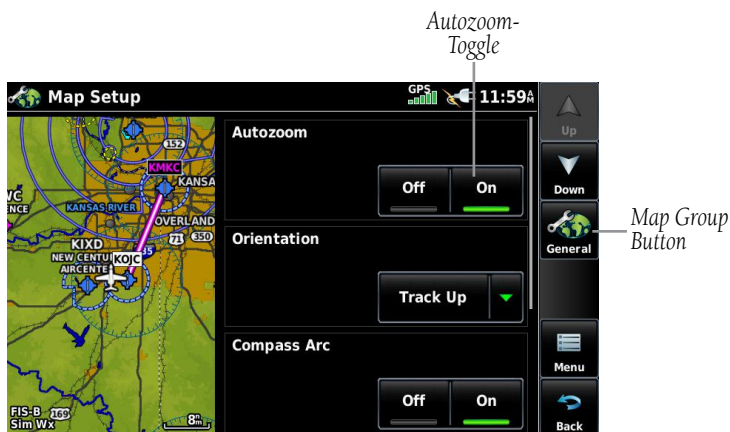 Autozoom-
Toggle
Map Setup
GPS
11:59
Up
Down
General
Menu
Back
Map Group
Button
Autozoom
Off On
Orientation
Track Up
Compass Arc
Off On
152
KMKC
KANSA
KANSAS RIVER
OVERLAND
71
350
35
KIXD
NEW CENTU
AIRCENTE
KOJC
FIS-B
Sim Wx
169
8